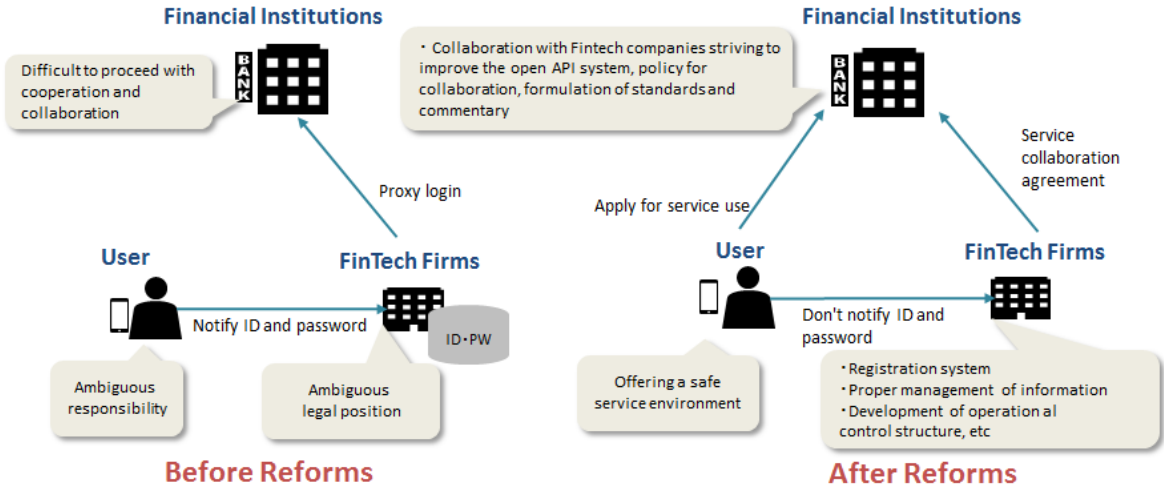 Financial Institutions
BANK
Difficult to proceed with
cooperation and
collaboration
Proxy login
User
FinTech Firms
Notify ID and password
ID・PW
Ambiguous
responsibility
Ambiguous
legal position
Before Reforms
Financial Institutions
・Collaboration with Fintech companies striving to
improve the open API system, policy for
collaboration, formulation of standards and
commentary
BANK
Service
collaboration
agreement
Apply for service use
User
FinTech Firms
Don't notify ID and
password
Offering a safe
service environment
・Registration system
・Proper management of information
・Development of operation al
control structure, etc
After Reforms